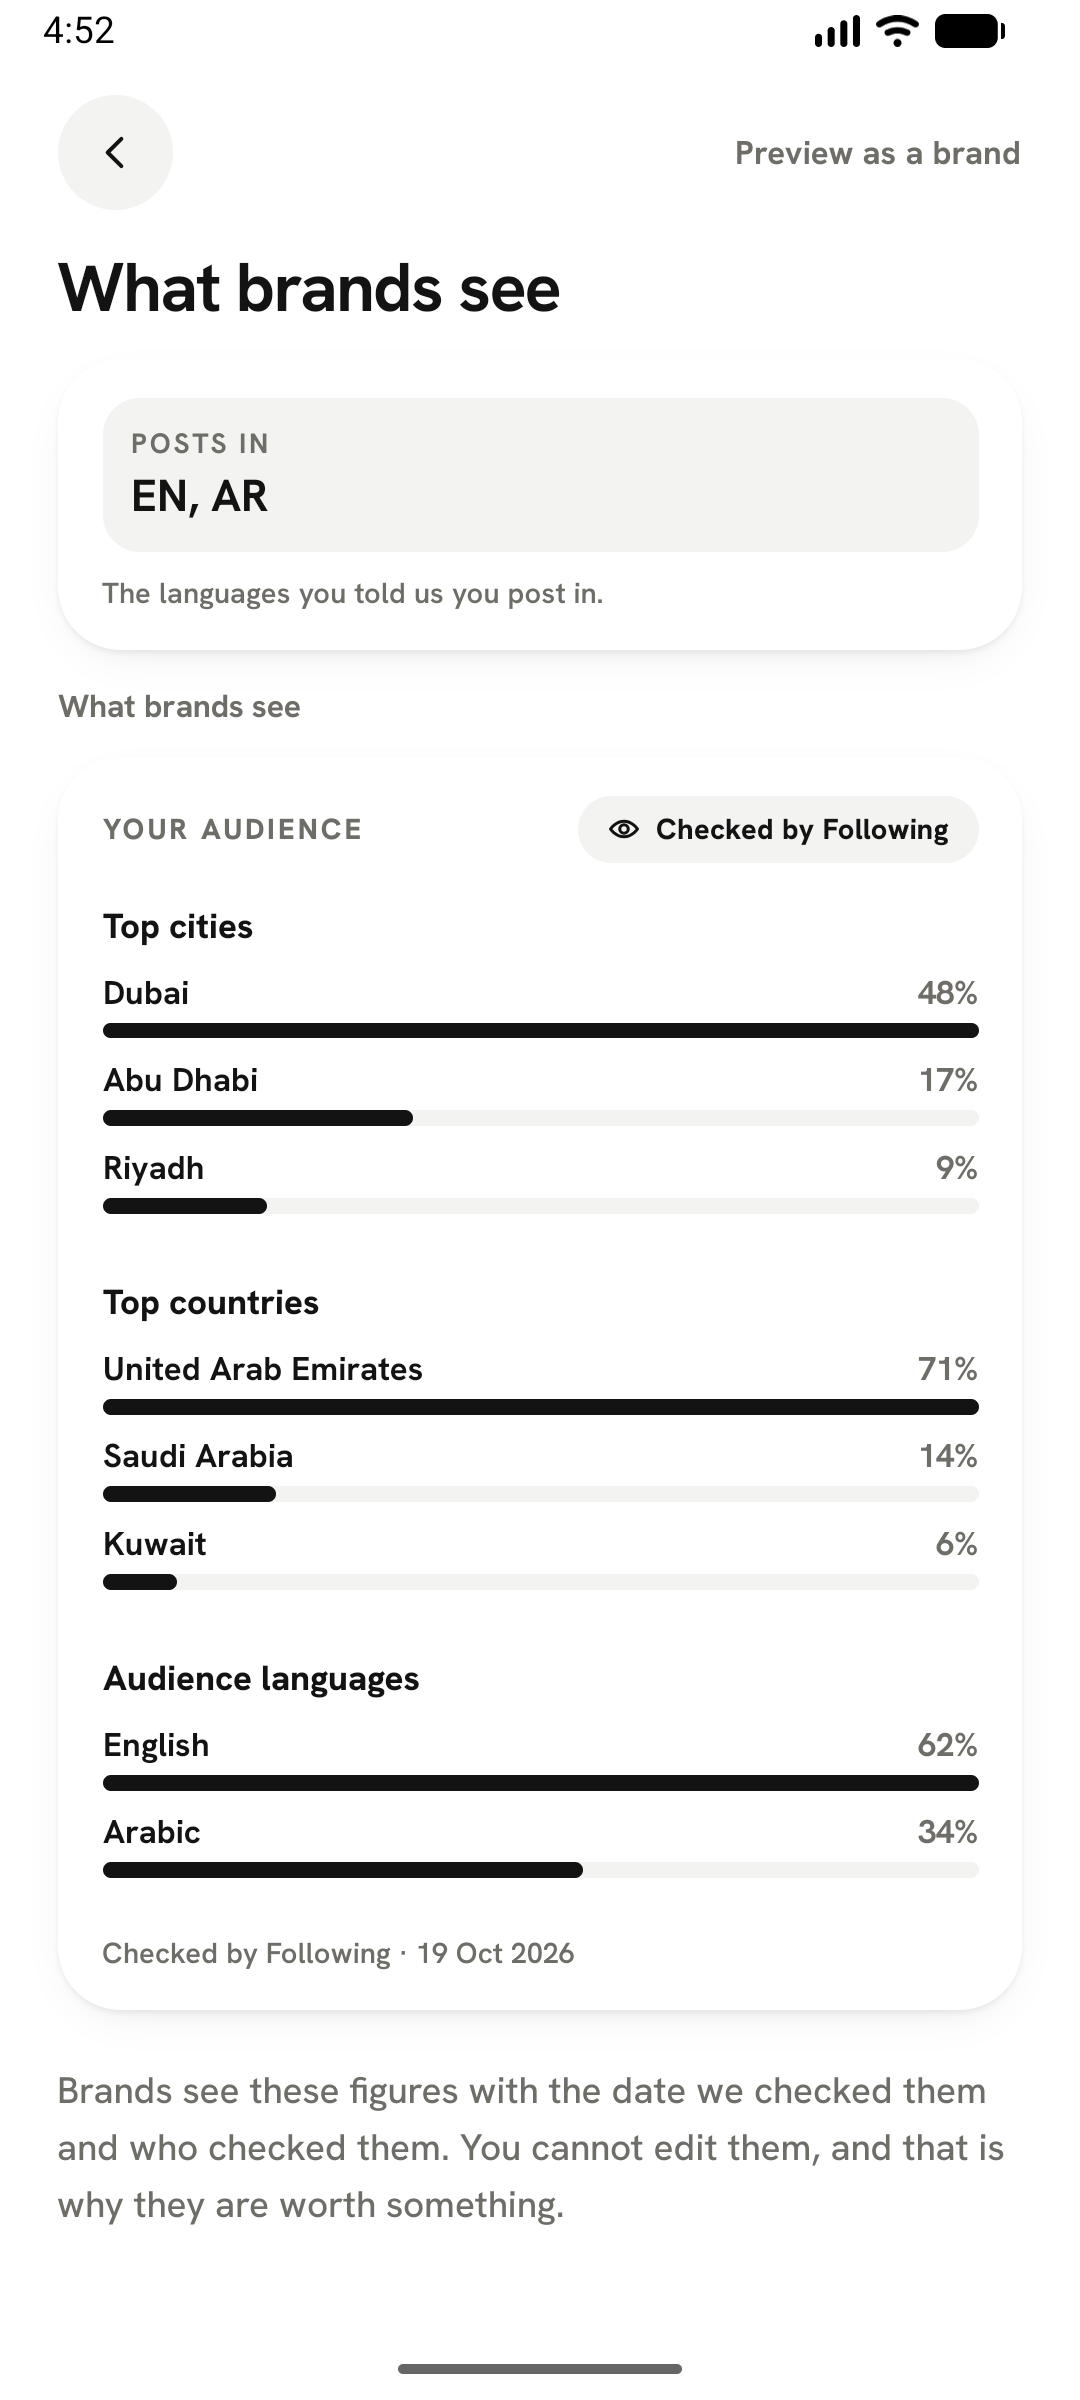 4:52
Preview as a brand
What brands see
POSTS IN
EN, AR
The languages you told us you post in.
What brands see
YOUR AUDIENCE
Checked by Following
Top cities
Dubai 48%
Abu Dhabi 17%
Riyadh 9%
Top countries
United Arab Emirates 71%
Saudi Arabia 14%
Kuwait 6%
Audience languages
English 62%
Arabic 34%
Checked by Following · 19 Oct 2026
Brands see these figures with the date we checked them
and who checked them. You cannot edit them, and that is
why they are worth something.